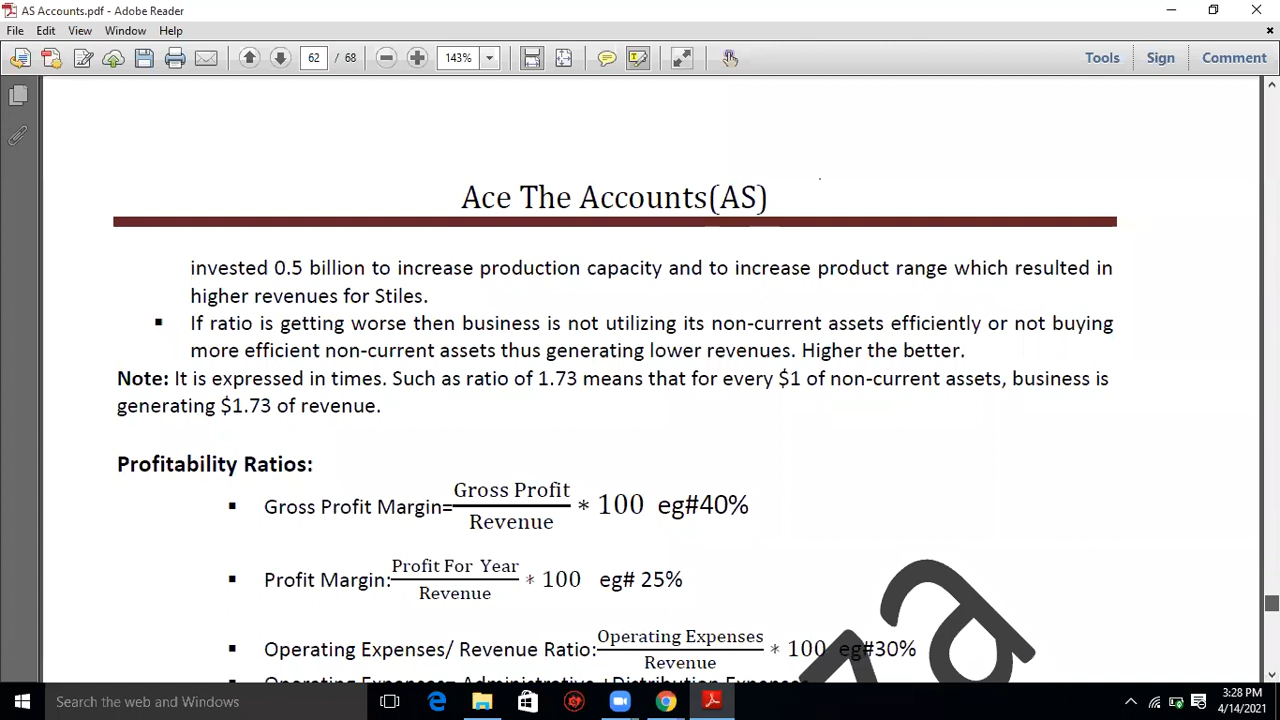 AS Accounts.pdf - Adobe Reader
File Edit View Window Help
62 / 68 143% Tools Sign Comment
Ace The Accounts(AS)
invested 0.5 billion to increase production capacity and to increase product range which resulted in
higher revenues for Stiles.
▪ If ratio is getting worse then business is not utilizing its non-current assets efficiently or not buying
more efficient non-current assets thus generating lower revenues. Higher the better.
Note: It is expressed in times. Such as ratio of 1.73 means that for every $1 of non-current assets, business is
generating $1.73 of revenue.
Profitability Ratios:
▪ Gross Profit Margin= Gross Profit / Revenue * 100 eg#40%
▪ Profit Margin: Profit For Year / Revenue * 100 eg# 25%
▪ Operating Expenses/ Revenue Ratio: Operating Expenses / Revenue * 100 eg#30%
Operating Expenses= Administrative +Distribution Expenses
za
Search the web and Windows
3:28 PM
4/14/2021